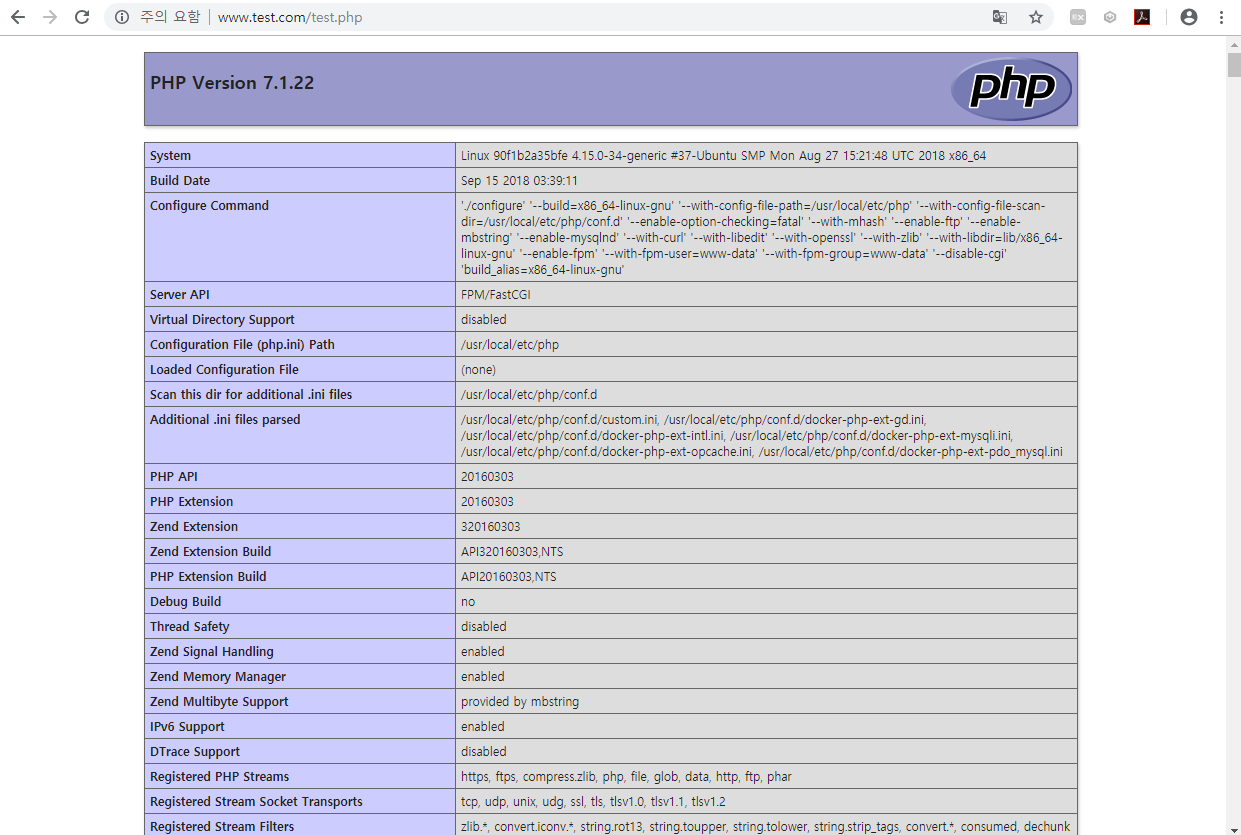 주의 요함 www.test.com/test.php
PHP Version 7.1.22
php
System Linux 90f1b2a35bfe 4.15.0-34-generic #37-Ubuntu SMP Mon Aug 27 15:21:48 UTC 2018 x86_64
Build Date Sep 15 2018 03:39:11
Configure Command './configure' '--build=x86_64-linux-gnu' '--with-config-file-path=/usr/local/etc/php' '--with-config-file-scan-
dir=/usr/local/etc/php/conf.d' '--enable-option-checking=fatal' '--with-mhash' '--enable-ftp' '--enable-
mbstring' '--enable-mysqlnd' '--with-curl' '--with-libedit' '--with-openssl' '--with-zlib' '--with-libdir=lib/x86_64-
linux-gnu' '--enable-fpm' '--with-fpm-user=www-data' '--with-fpm-group=www-data' '--disable-cgi'
'build_alias=x86_64-linux-gnu'
Server API FPM/FastCGI
Virtual Directory Support disabled
Configuration File (php.ini) Path /usr/local/etc/php
Loaded Configuration File (none)
Scan this dir for additional .ini files /usr/local/etc/php/conf.d
Additional .ini files parsed /usr/local/etc/php/conf.d/custom.ini, /usr/local/etc/php/conf.d/docker-php-ext-gd.ini,
/usr/local/etc/php/conf.d/docker-php-ext-intl.ini, /usr/local/etc/php/conf.d/docker-php-ext-mysqli.ini,
/usr/local/etc/php/conf.d/docker-php-ext-opcache.ini, /usr/local/etc/php/conf.d/docker-php-ext-pdo_mysql.ini
PHP API 20160303
PHP Extension 20160303
Zend Extension 320160303
Zend Extension Build API320160303,NTS
PHP Extension Build API20160303,NTS
Debug Build no
Thread Safety disabled
Zend Signal Handling enabled
Zend Memory Manager enabled
Zend Multibyte Support provided by mbstring
IPv6 Support enabled
DTrace Support disabled
Registered PHP Streams https, ftps, compress.zlib, php, file, glob, data, http, ftp, phar
Registered Stream Socket Transports tcp, udp, unix, udg, ssl, tls, tlsv1.0, tlsv1.1, tlsv1.2
Registered Stream Filters zlib.*, convert.iconv.*, string.rot13, string.toupper, string.tolower, string.strip_tags, convert.*, consumed, dechunk